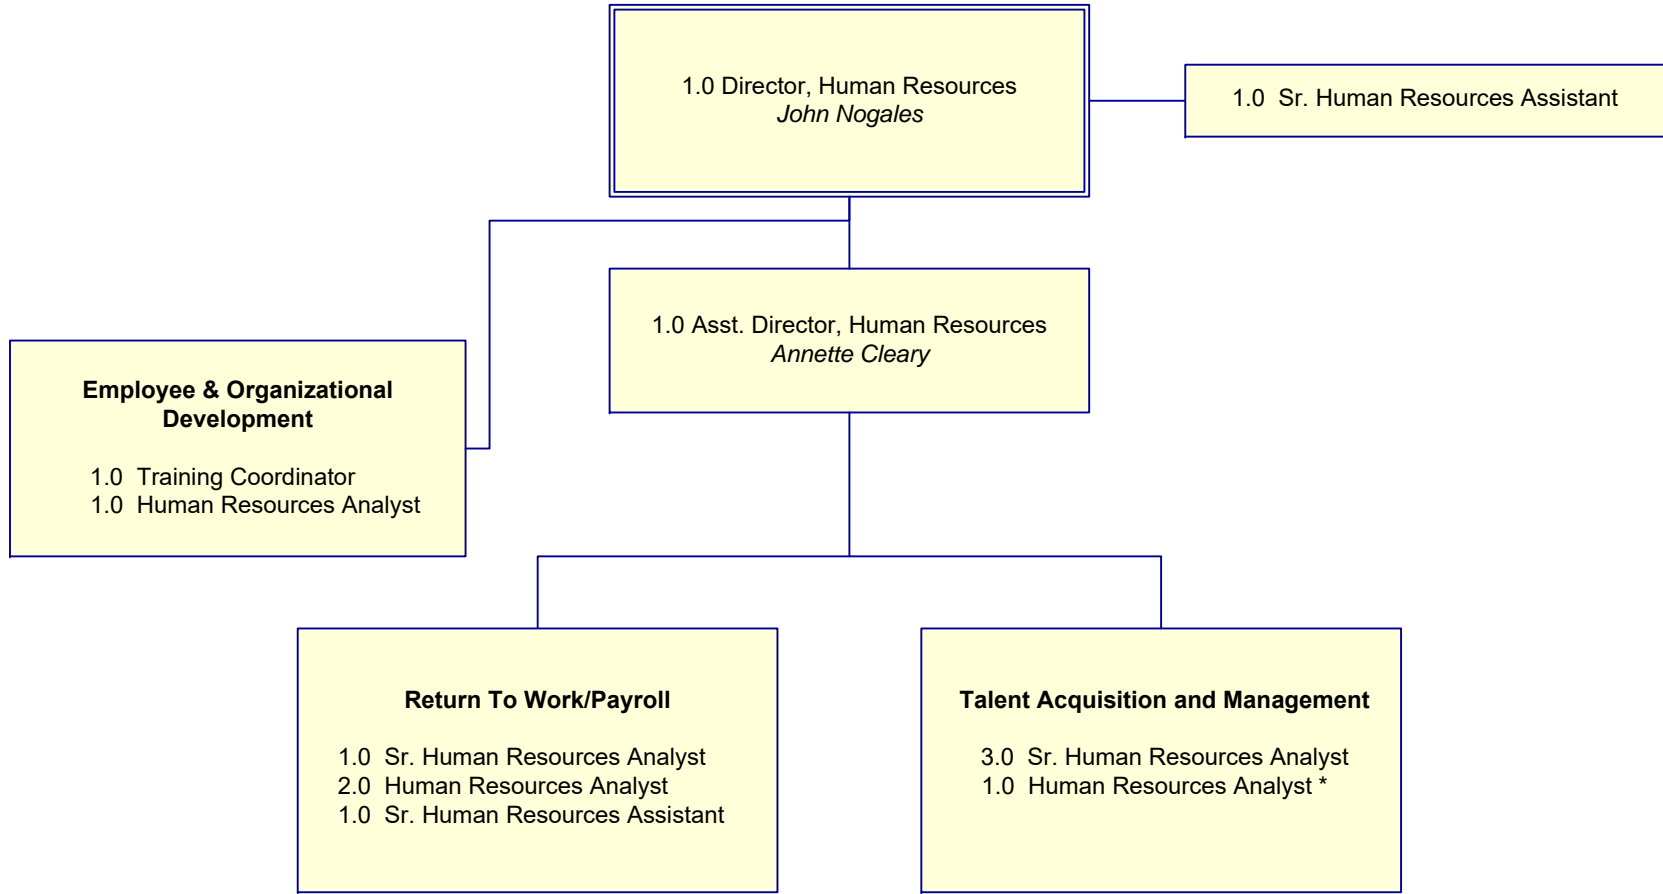 1.0 Director, Human Resources
John Nogales
1.0 Sr. Human Resources Assistant
1.0 Asst. Director, Human Resources
Annette Cleary
Employee & Organizational
Development
1.0 Training Coordinator
1.0 Human Resources Analyst
Return To Work/Payroll
1.0 Sr. Human Resources Analyst
2.0 Human Resources Analyst
1.0 Sr. Human Resources Assistant
Talent Acquisition and Management
3.0 Sr. Human Resources Analyst
1.0 Human Resources Analyst *